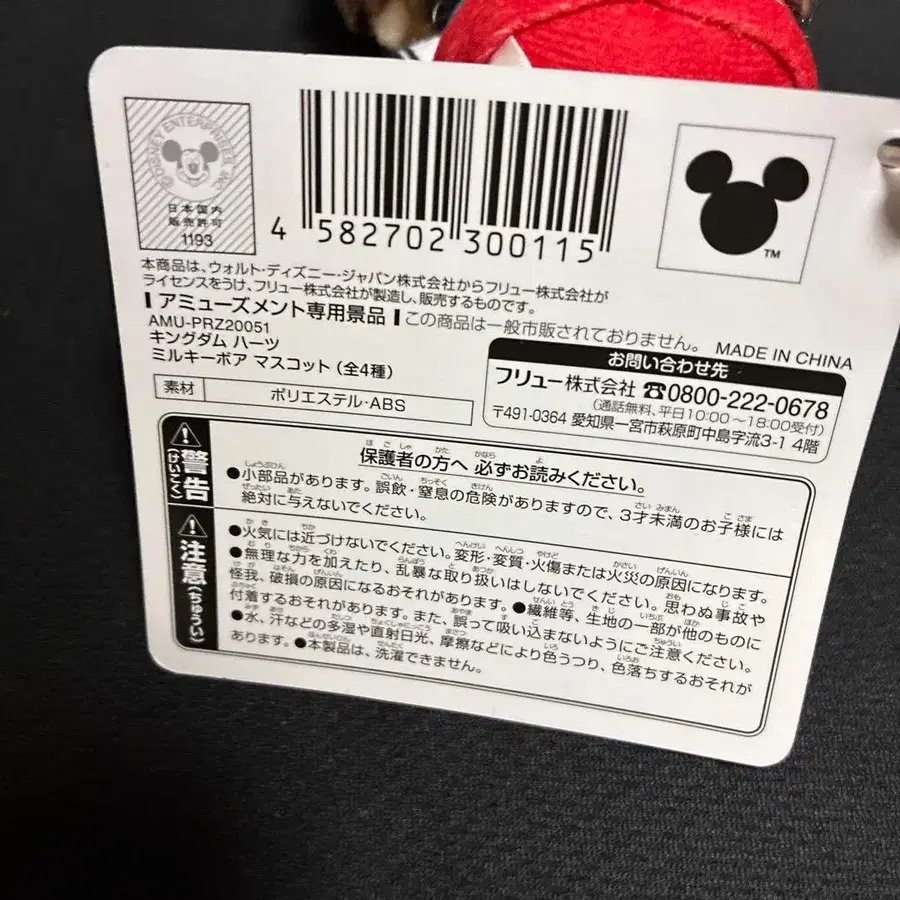 © DISNEY ENTERPRISES, INC.
日本国内
販売許可
1193
4 582702 300115
TM
本商品は、ウォルト・ディズニー・ジャパン株式会社からフリュー株式会社が
ライセンスをうけ、フリュー株式会社が製造し、販売するものです。
アミューズメント専用景品 この商品は一般市販されておりません。 MADE IN CHINA
AMU-PRZ20051
キングダム ハーツ
ミルキーボア マスコット (全4種)
素材 ポリエステル・ABS
お問い合わせ先
フリュー株式会社 ☎0800-222-0678
(通話無料、平日10:00～18:00受付)
〒491-0364 愛知県一宮市萩原町中島字流3-1 4階
警告(けいこく)
保護者の方へ 必ずお読みください。
●小部品があります。誤飲・窒息の危険がありますので、3才未満のお子様には
絶対に与えないでください。
注意(ちゅうい)
●火気には近づけないでください。変形・変質・火傷または火災の原因になります。
●無理な力を加えたり、乱暴な取り扱いはしないでください。思わぬ事故や
怪我、破損の原因になるおそれがあります。●繊維等、生地の一部が他のものに
付着するおそれがあります。また、誤って吸い込まないようにご注意ください。
●水、汗などの多湿や直射日光、摩擦などにより色うつり、色落ちするおそれが
あります。●本製品は、洗濯できません。